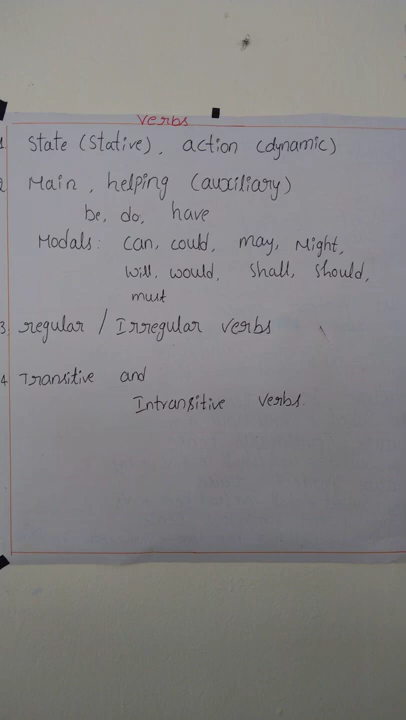 verbs
1 State (Stative), action (dynamic)
2 Main, helping (auxiliary)
be, do, have
Modals: can, could, may, Might,
will, would, shall, should,
must
3, regular / Irregular verbs
4 Transitive and
Intransitive verbs.